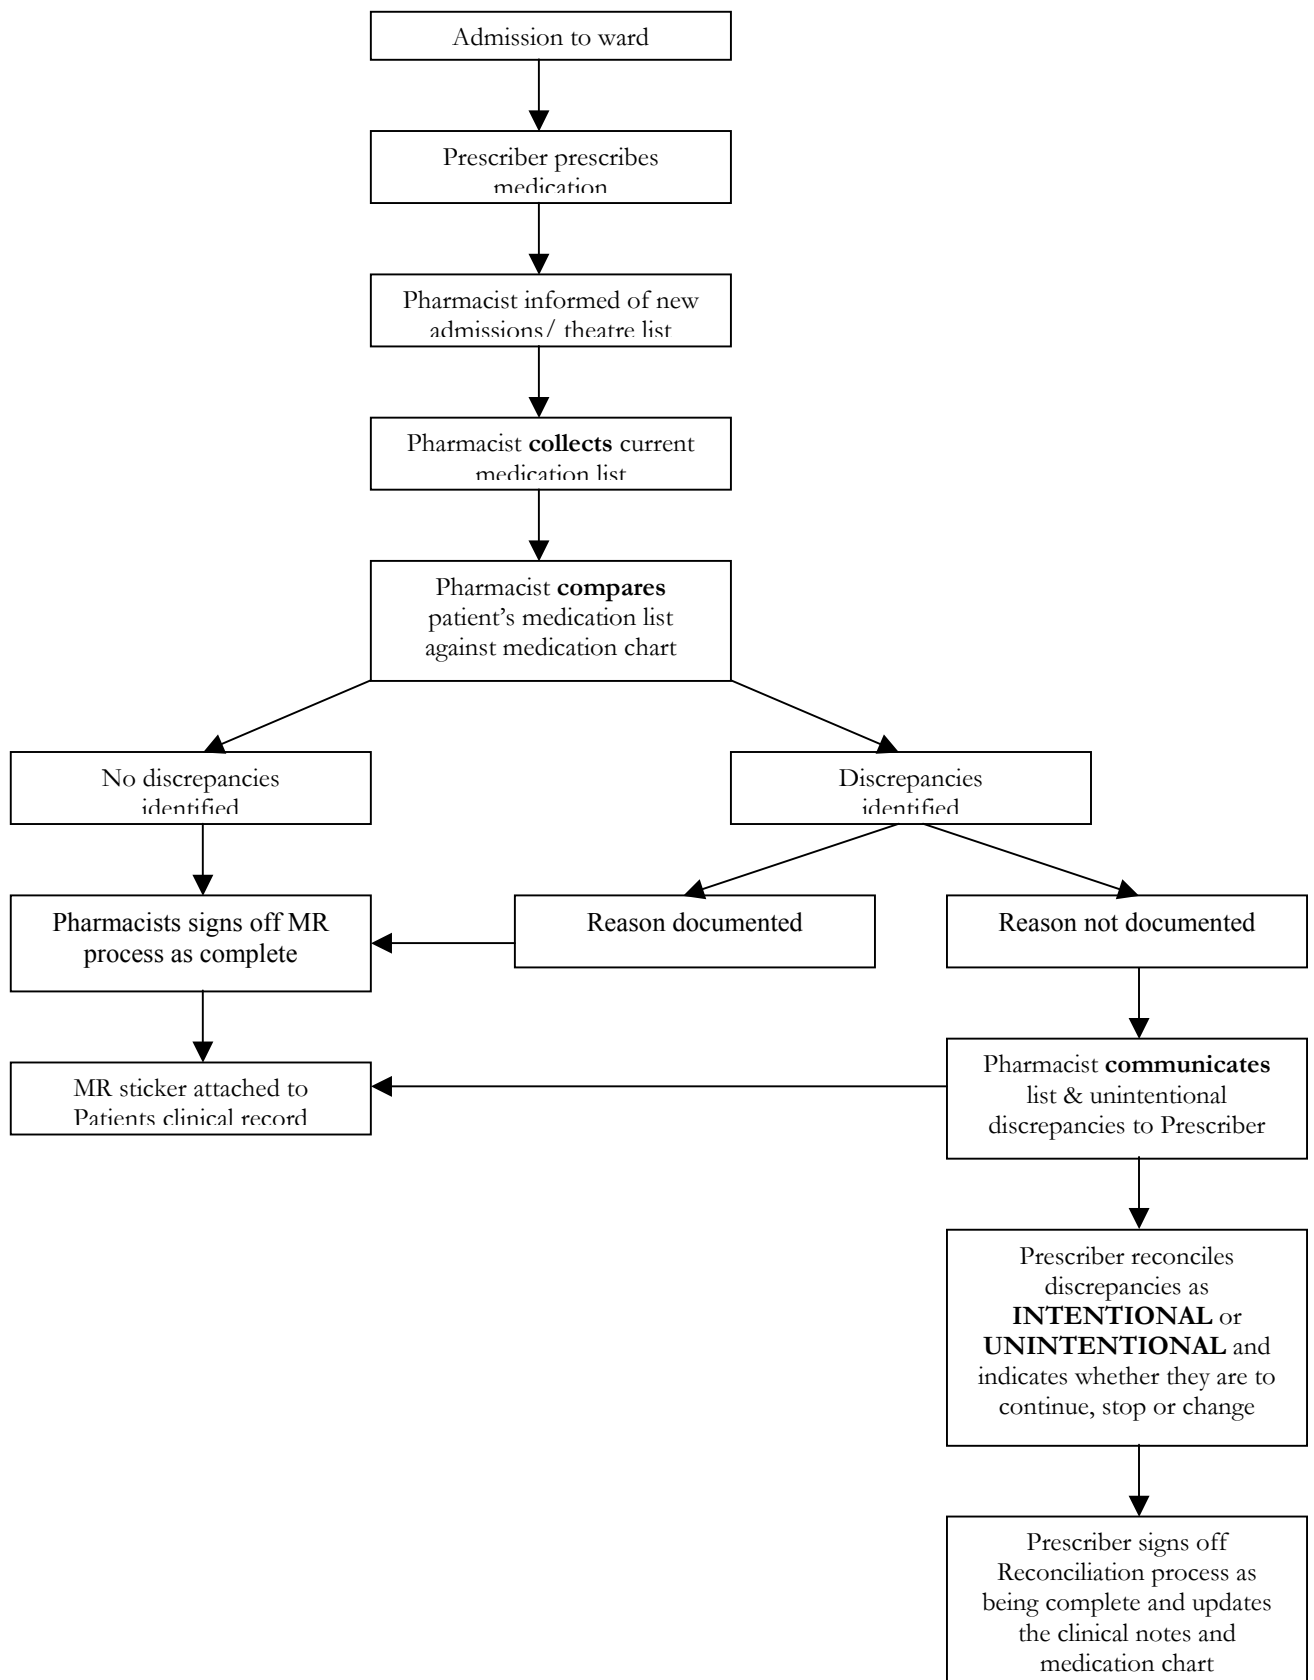 Admission to ward
Prescriber prescribes
medication
Pharmacist informed of new
admissions/ theatre list
Pharmacist collects current
medication list
Pharmacist compares
patient’s medication list
against medication chart
No discrepancies
identified
Discrepancies
identified
Pharmacists signs off MR
process as complete
Reason documented
Reason not documented
MR sticker attached to
Patients clinical record
Pharmacist communicates
list & unintentional
discrepancies to Prescriber
Prescriber reconciles
discrepancies as
INTENTIONAL or
UNINTENTIONAL and
indicates whether they are to
continue, stop or change
Prescriber signs off
Reconciliation process as
being complete and updates
the clinical notes and
medication chart